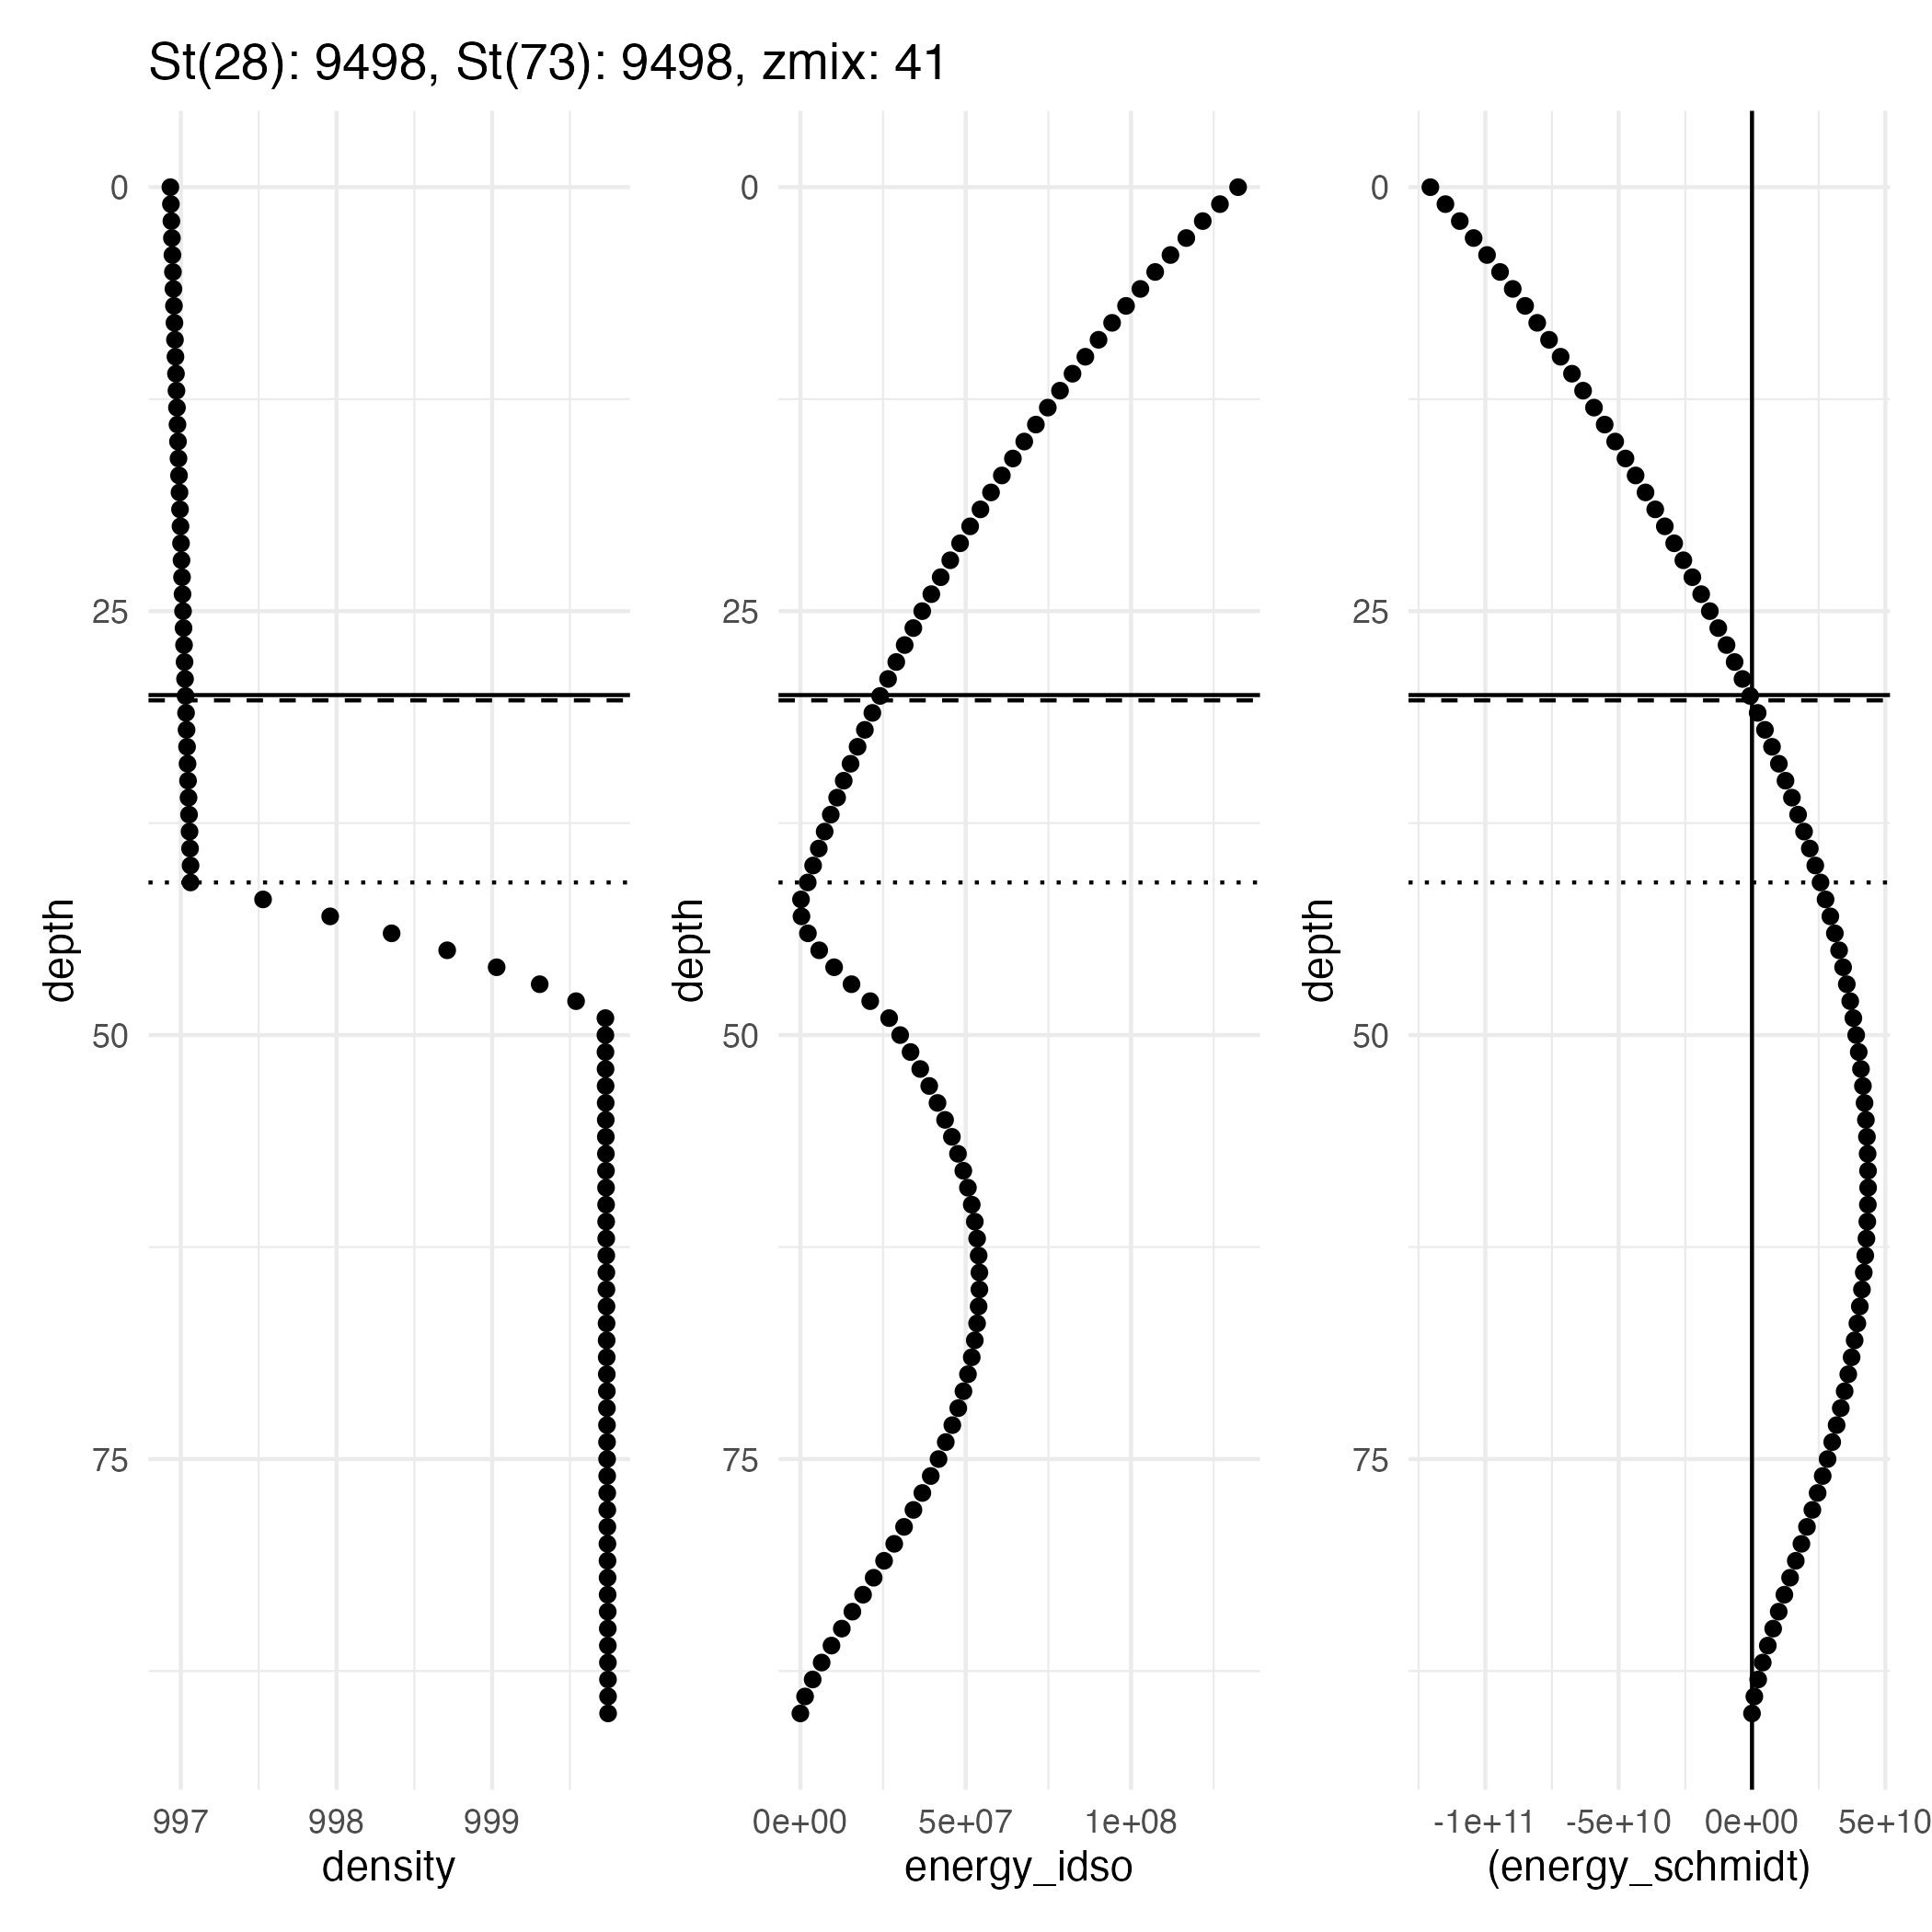 St(28): 9498, St(73): 9498, zmix: 41
0
25
50
75
depth
997
998
999
density
0
25
50
75
depth
0e+00
5e+07
1e+08
energy_idso
0
25
50
75
depth
-1e+11
-5e+10
0e+00
5e+10
(energy_schmidt)